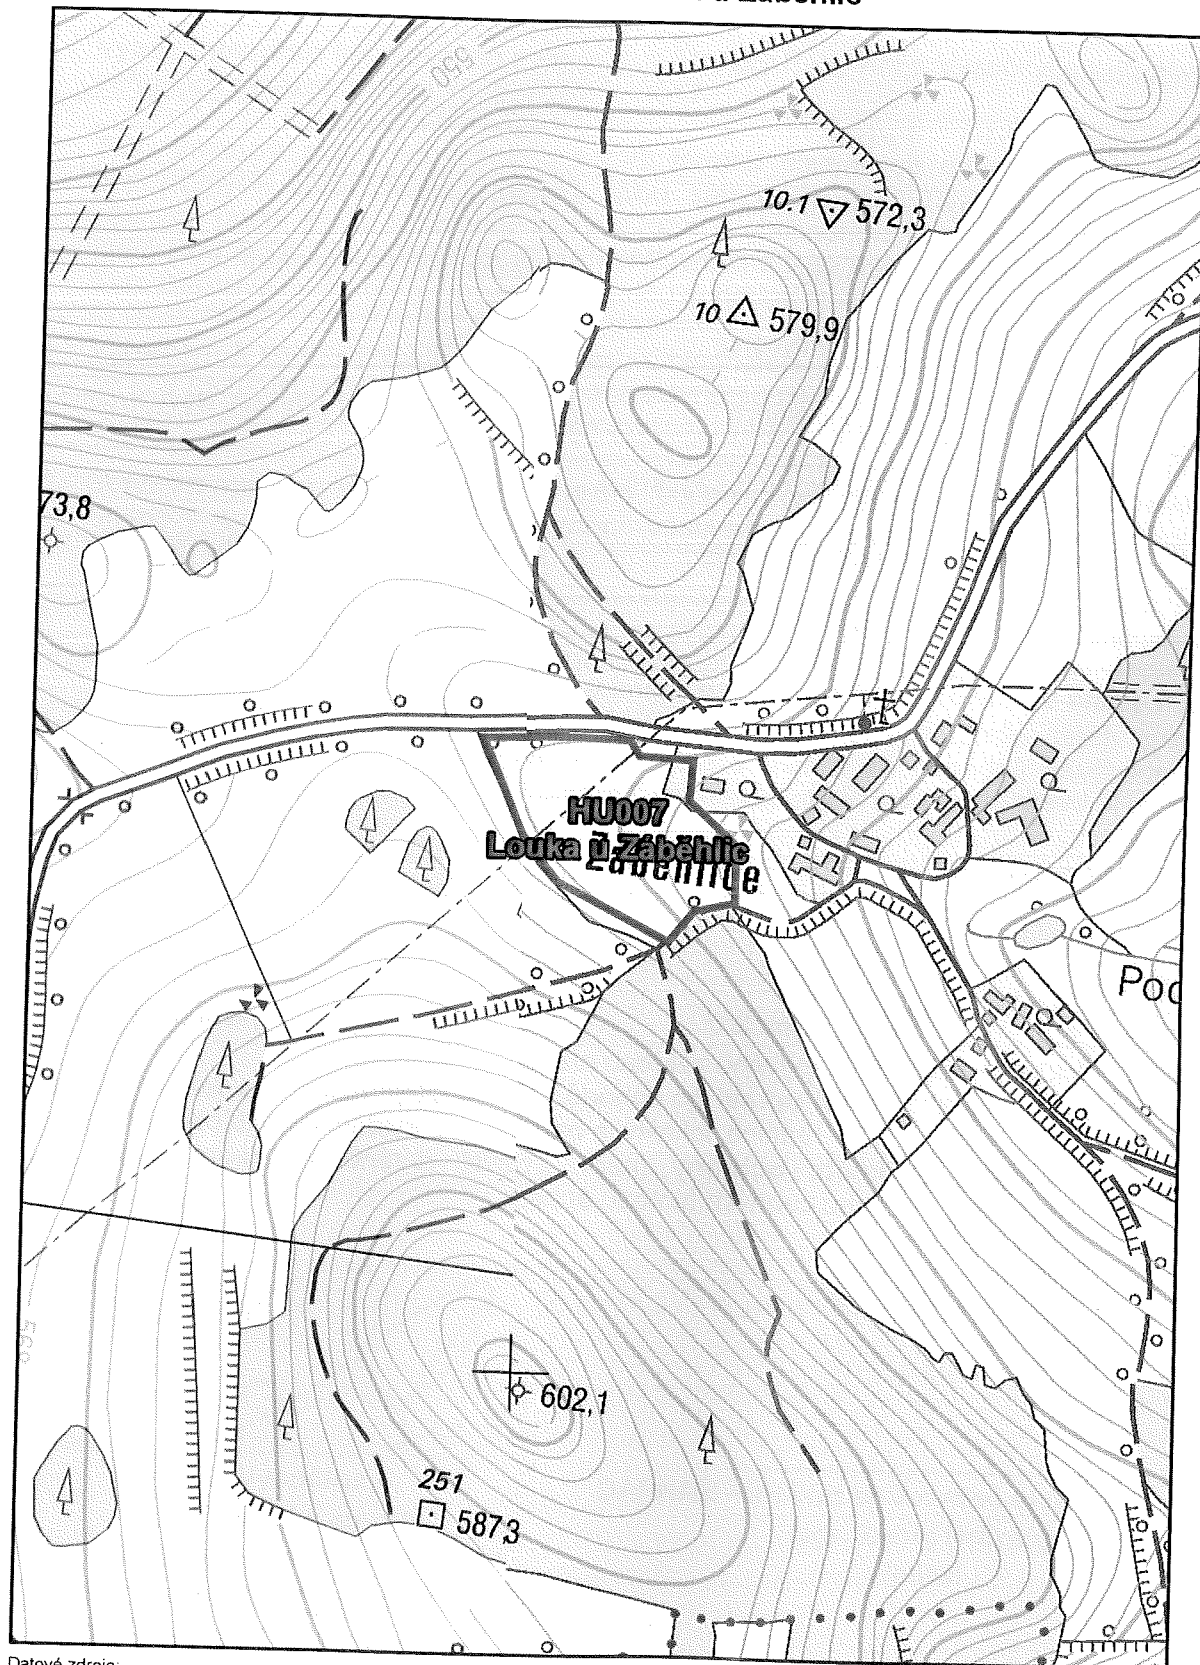 550
10.1 572,3
10 579,9
73,8
HU007
Louka u Záběhlic
Záběhlice
Pod
602,1
251
587,3
Datové zdroje: